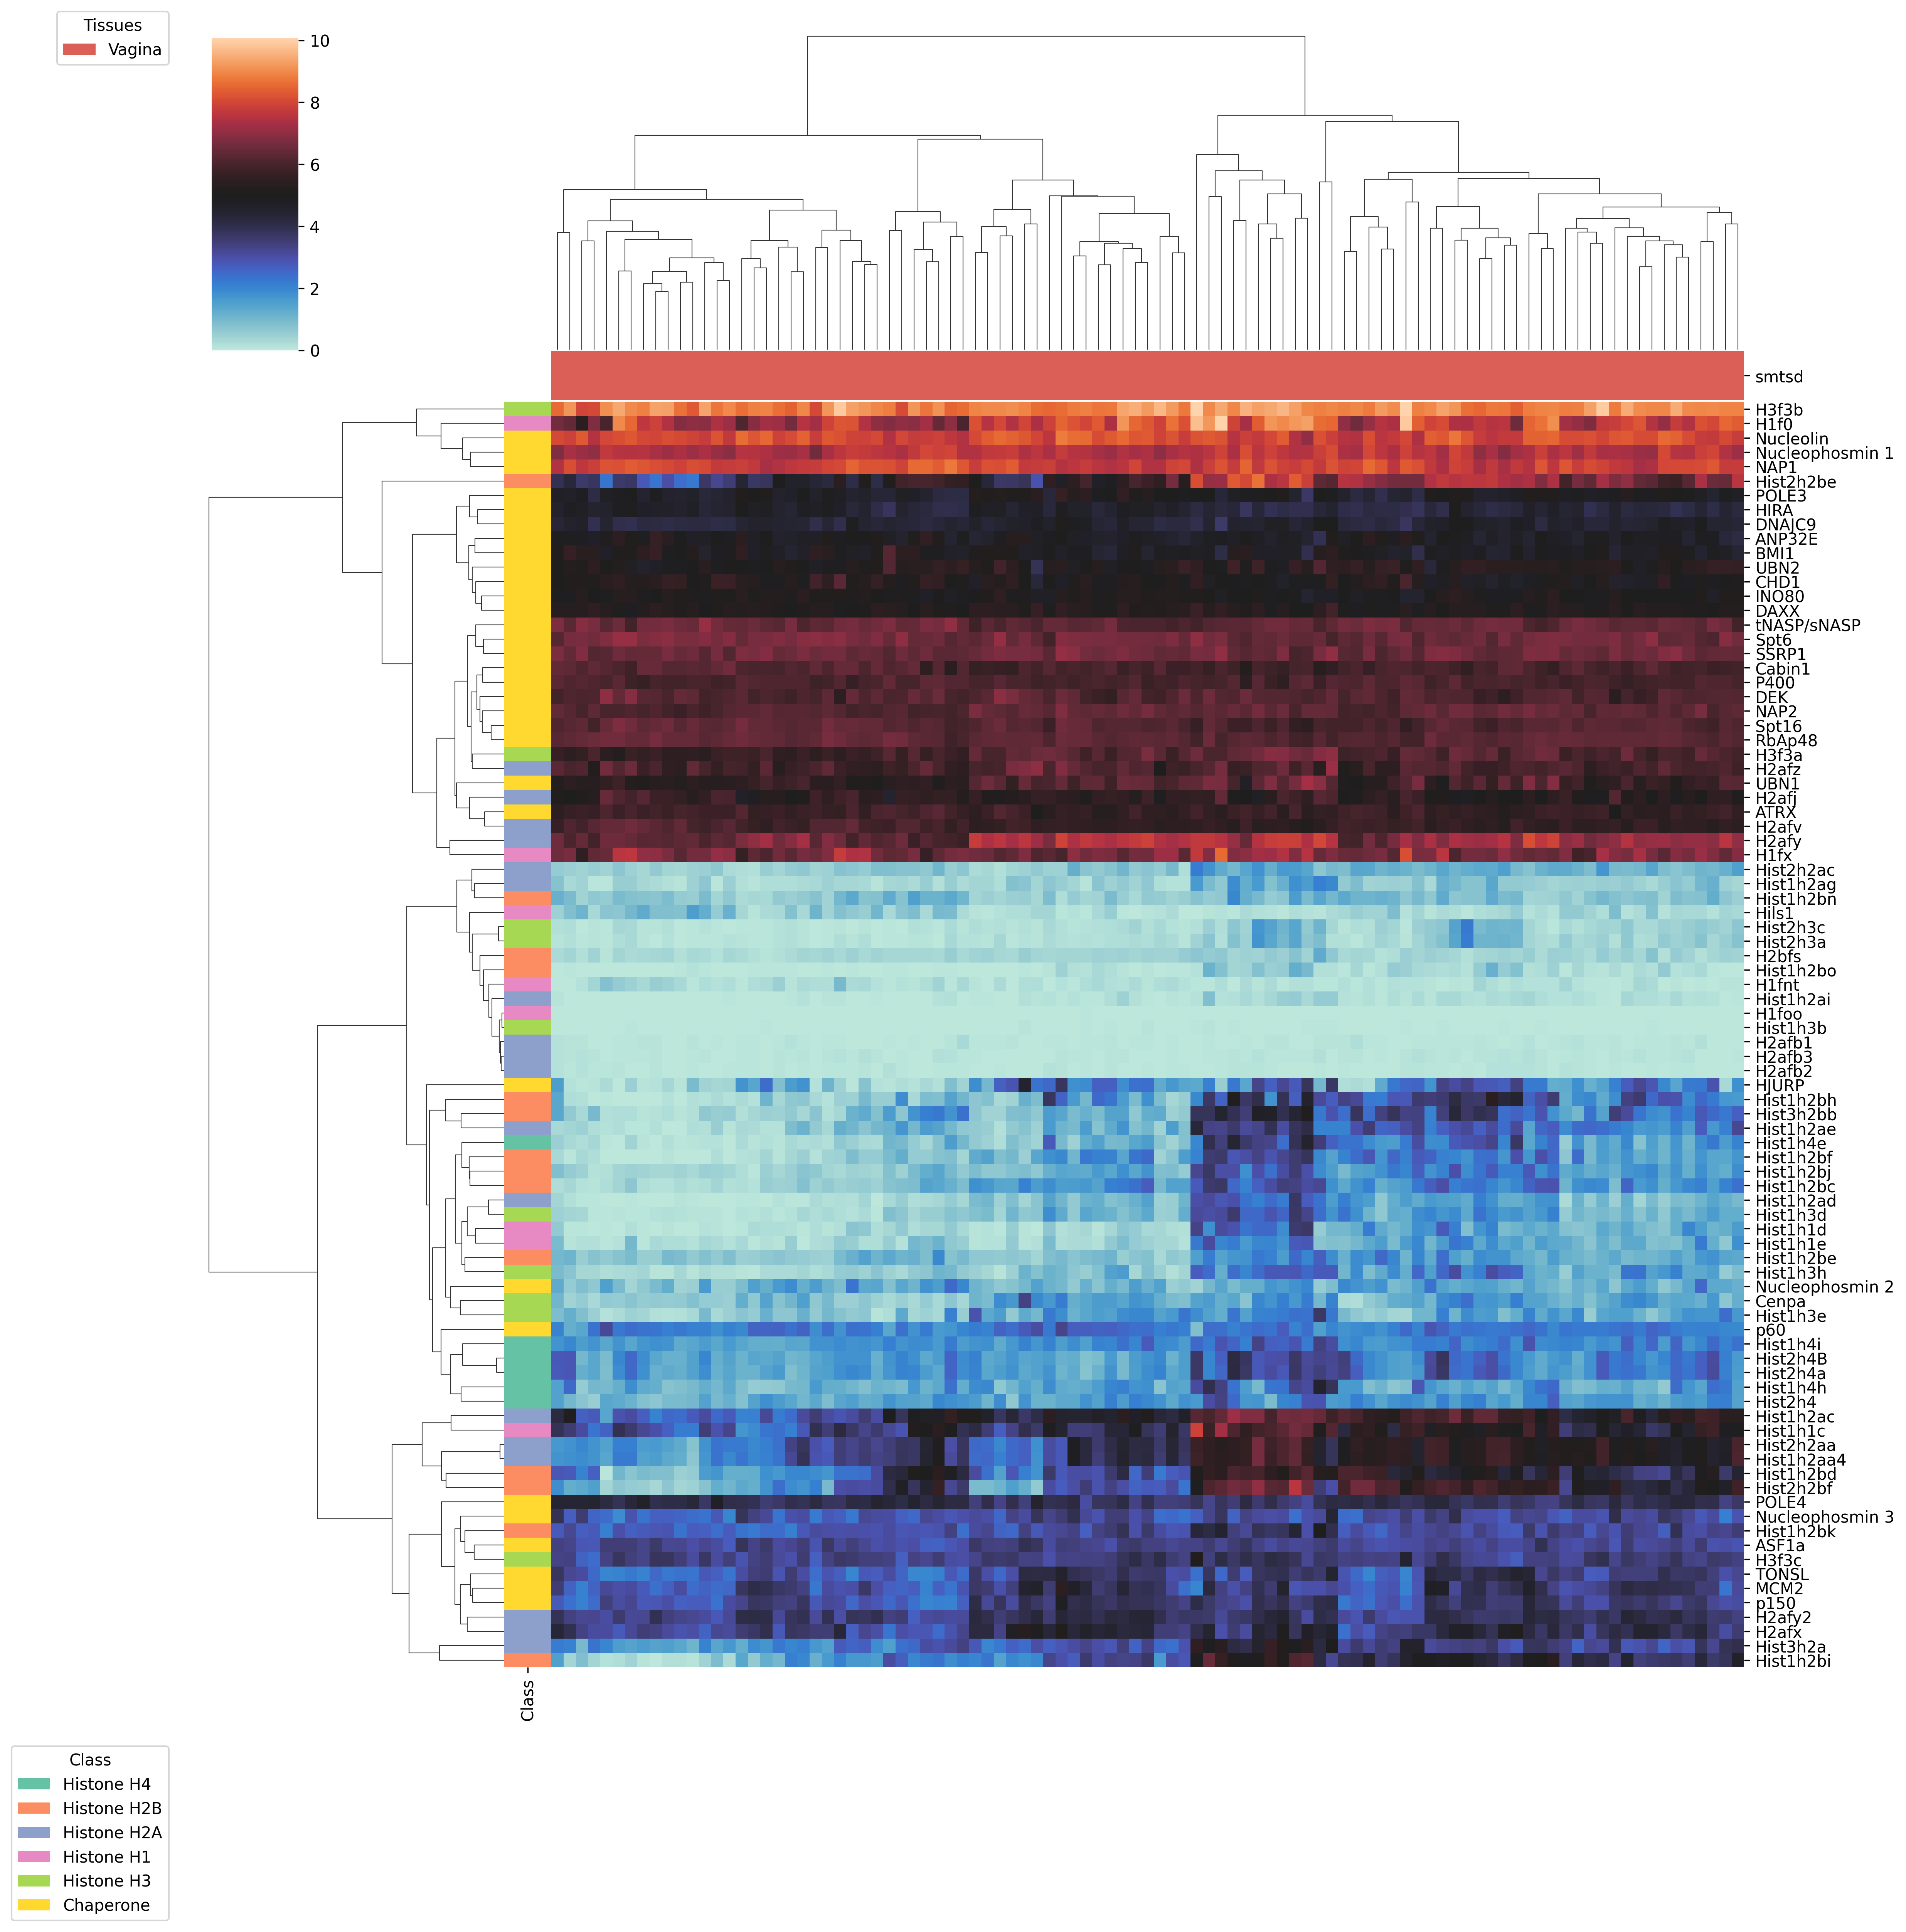 Tissues
Vagina
10
8
6
4
2
0
smtsd
H3f3b
H1f0
Nucleolin
Nucleophosmin 1
NAP1
Hist2h2be
POLE3
HIRA
DNAJC9
ANP32E
BMI1
UBN2
CHD1
INO80
DAXX
tNASP/sNASP
Spt6
SSRP1
Cabin1
P400
DEK
NAP2
Spt16
RbAp48
H3f3a
H2afz
UBN1
H2afj
ATRX
H2afv
H2afy
H1fx
Hist2h2ac
Hist1h2ag
Hist1h2bn
Hils1
Hist2h3c
Hist2h3a
H2bfs
Hist1h2bo
H1fnt
Hist1h2ai
H1foo
Hist1h3b
H2afb1
H2afb3
H2afb2
HJURP
Hist1h2bh
Hist3h2bb
Hist1h2ae
Hist1h4e
Hist1h2bf
Hist1h2bj
Hist1h2bc
Hist1h2ad
Hist1h3d
Hist1h1d
Hist1h1e
Hist1h2be
Hist1h3h
Nucleophosmin 2
Cenpa
Hist1h3e
p60
Hist1h4i
Hist2h4B
Hist2h4a
Hist1h4h
Hist2h4
Hist1h2ac
Hist1h1c
Hist2h2aa
Hist1h2aa4
Hist1h2bd
Hist2h2bf
POLE4
Nucleophosmin 3
Hist1h2bk
ASF1a
H3f3c
TONSL
MCM2
p150
H2afy2
H2afx
Hist3h2a
Hist1h2bi
Class
Class
Histone H4
Histone H2B
Histone H2A
Histone H1
Histone H3
Chaperone